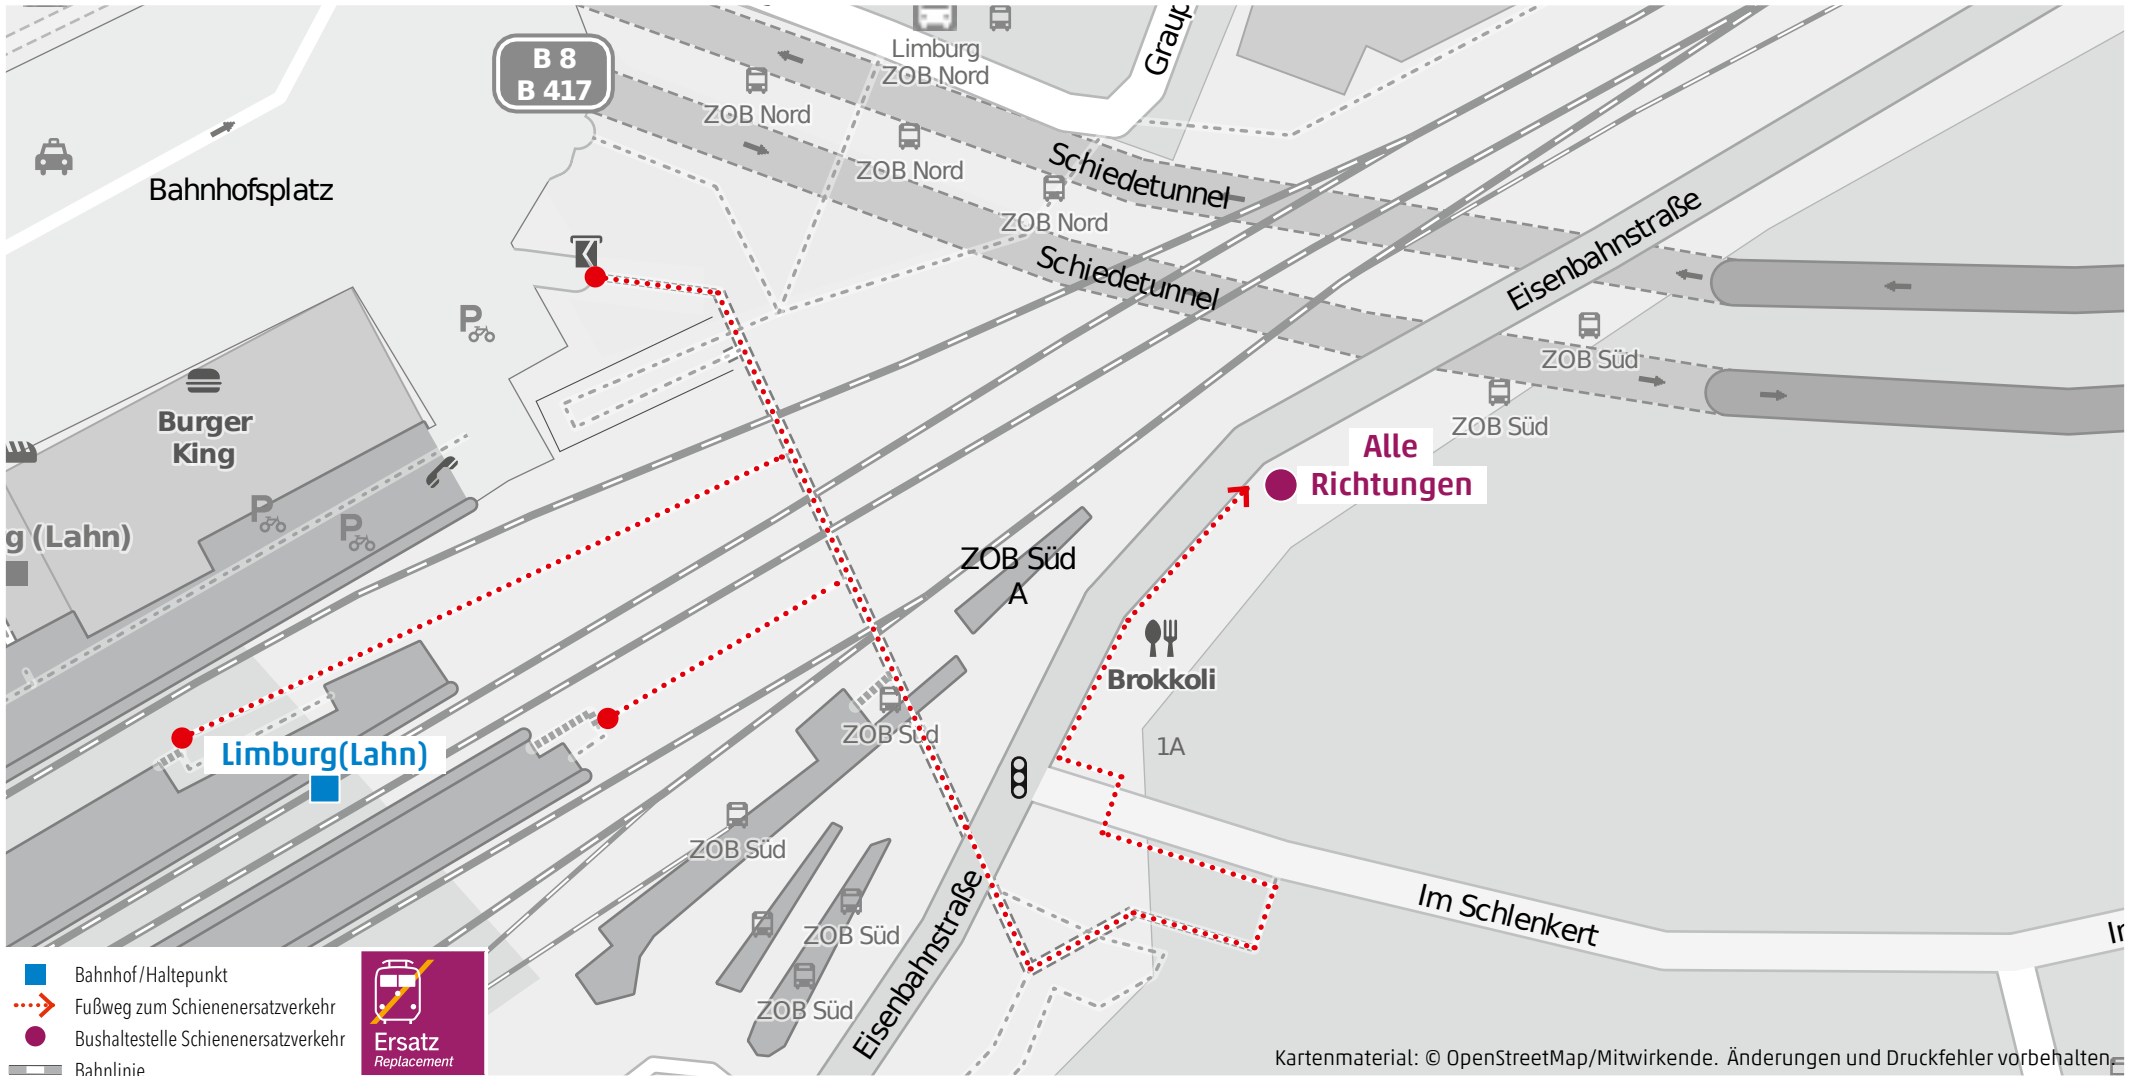 B 8
B 417
Limburg
ZOB Nord
Graup
ZOB Nord
ZOB Nord
ZOB Nord
Bahnhofsplatz
Schiedetunnel
Schiedetunnel
Eisenbahnstraße
ZOB Süd
ZOB Süd
P
Burger
King
Alle
Richtungen
P
P
g (Lahn)
ZOB Süd
A
Brokkoli
ZOB Süd
1A
Limburg(Lahn)
ZOB Süd
Im Schlenkert
ZOB Süd
ZOB Süd
Eisenbahnstraße
Bahnhof/Haltepunkt
Fußweg zum Schienenersatzverkehr
Bushaltestelle Schienenersatzverkehr
Bahnlinie
Ersatz
Replacement
Kartenmaterial: © OpenStreetMap/Mitwirkende. Änderungen und Druckfehler vorbehalten.